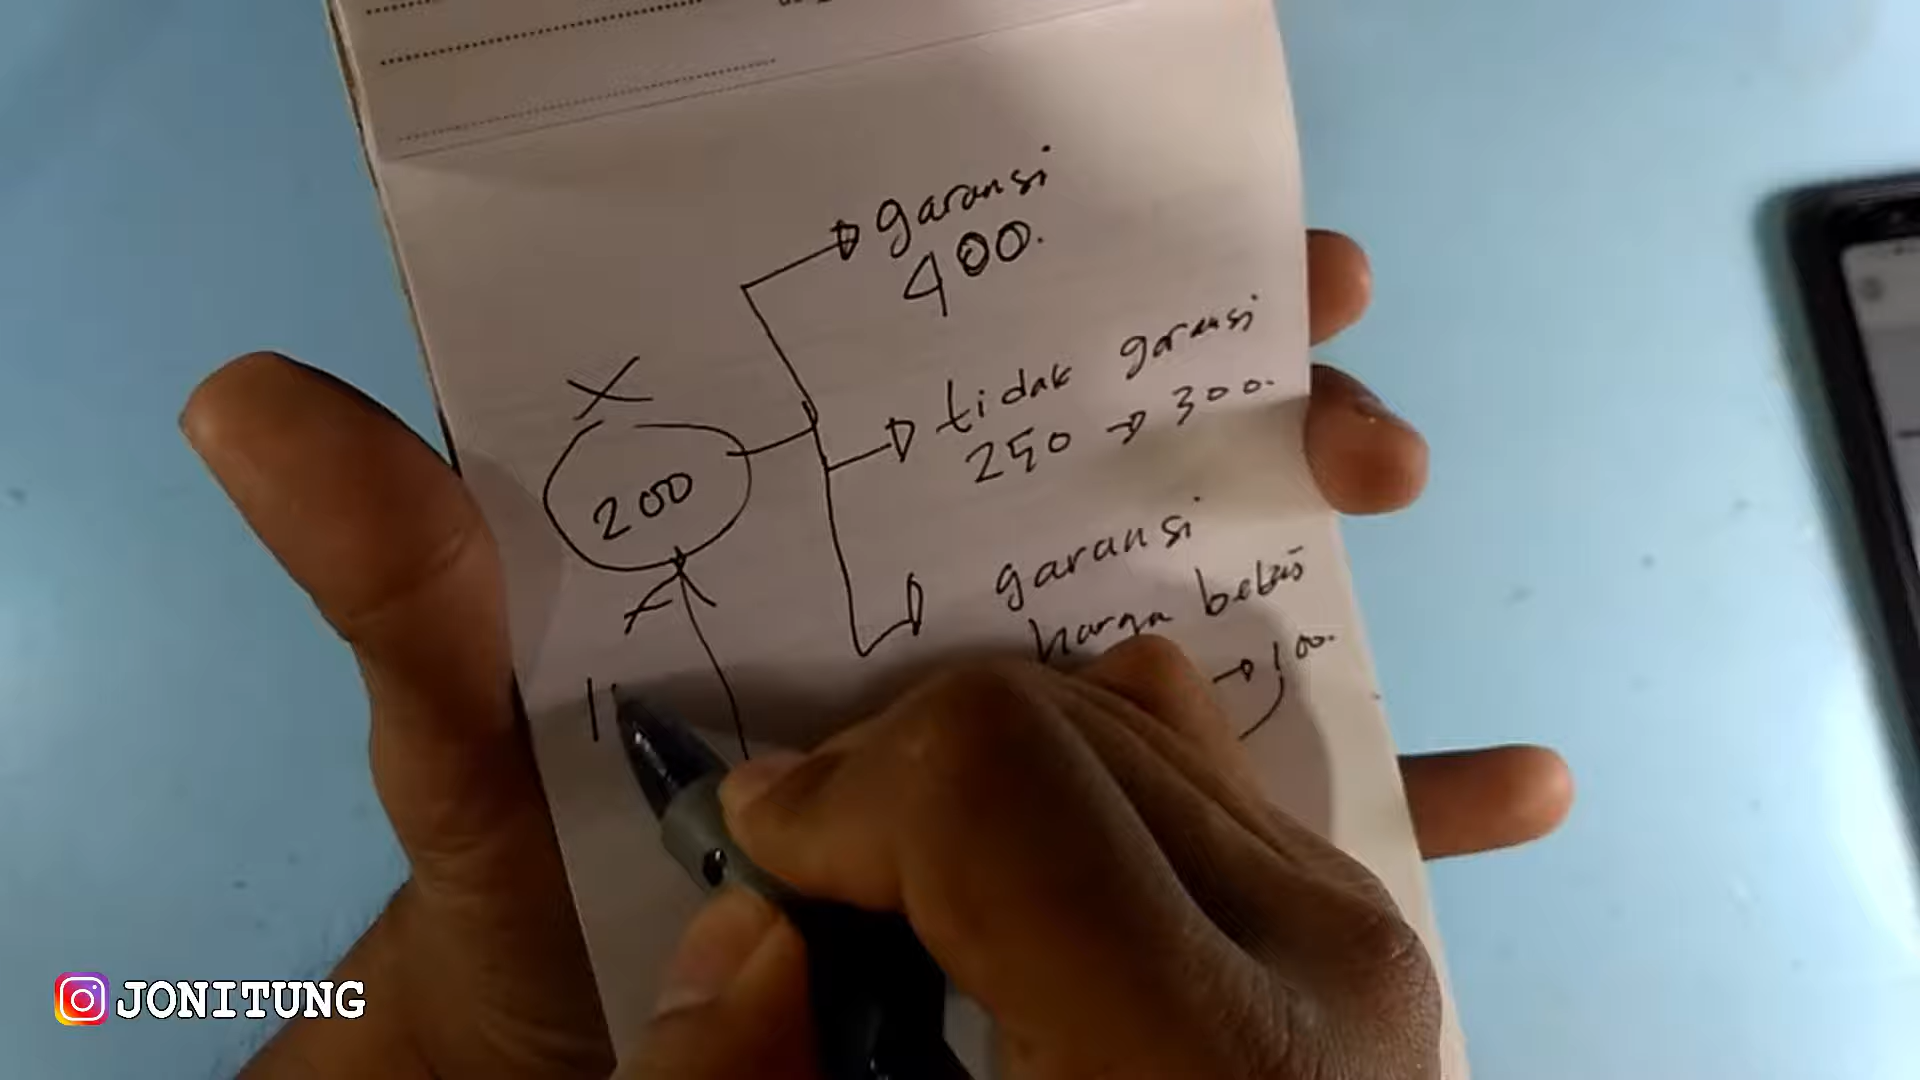 garansi
400.
X
200
tidak garansi
250 → 300.
garansi
harga bebas
→ 100.
JONITUNG